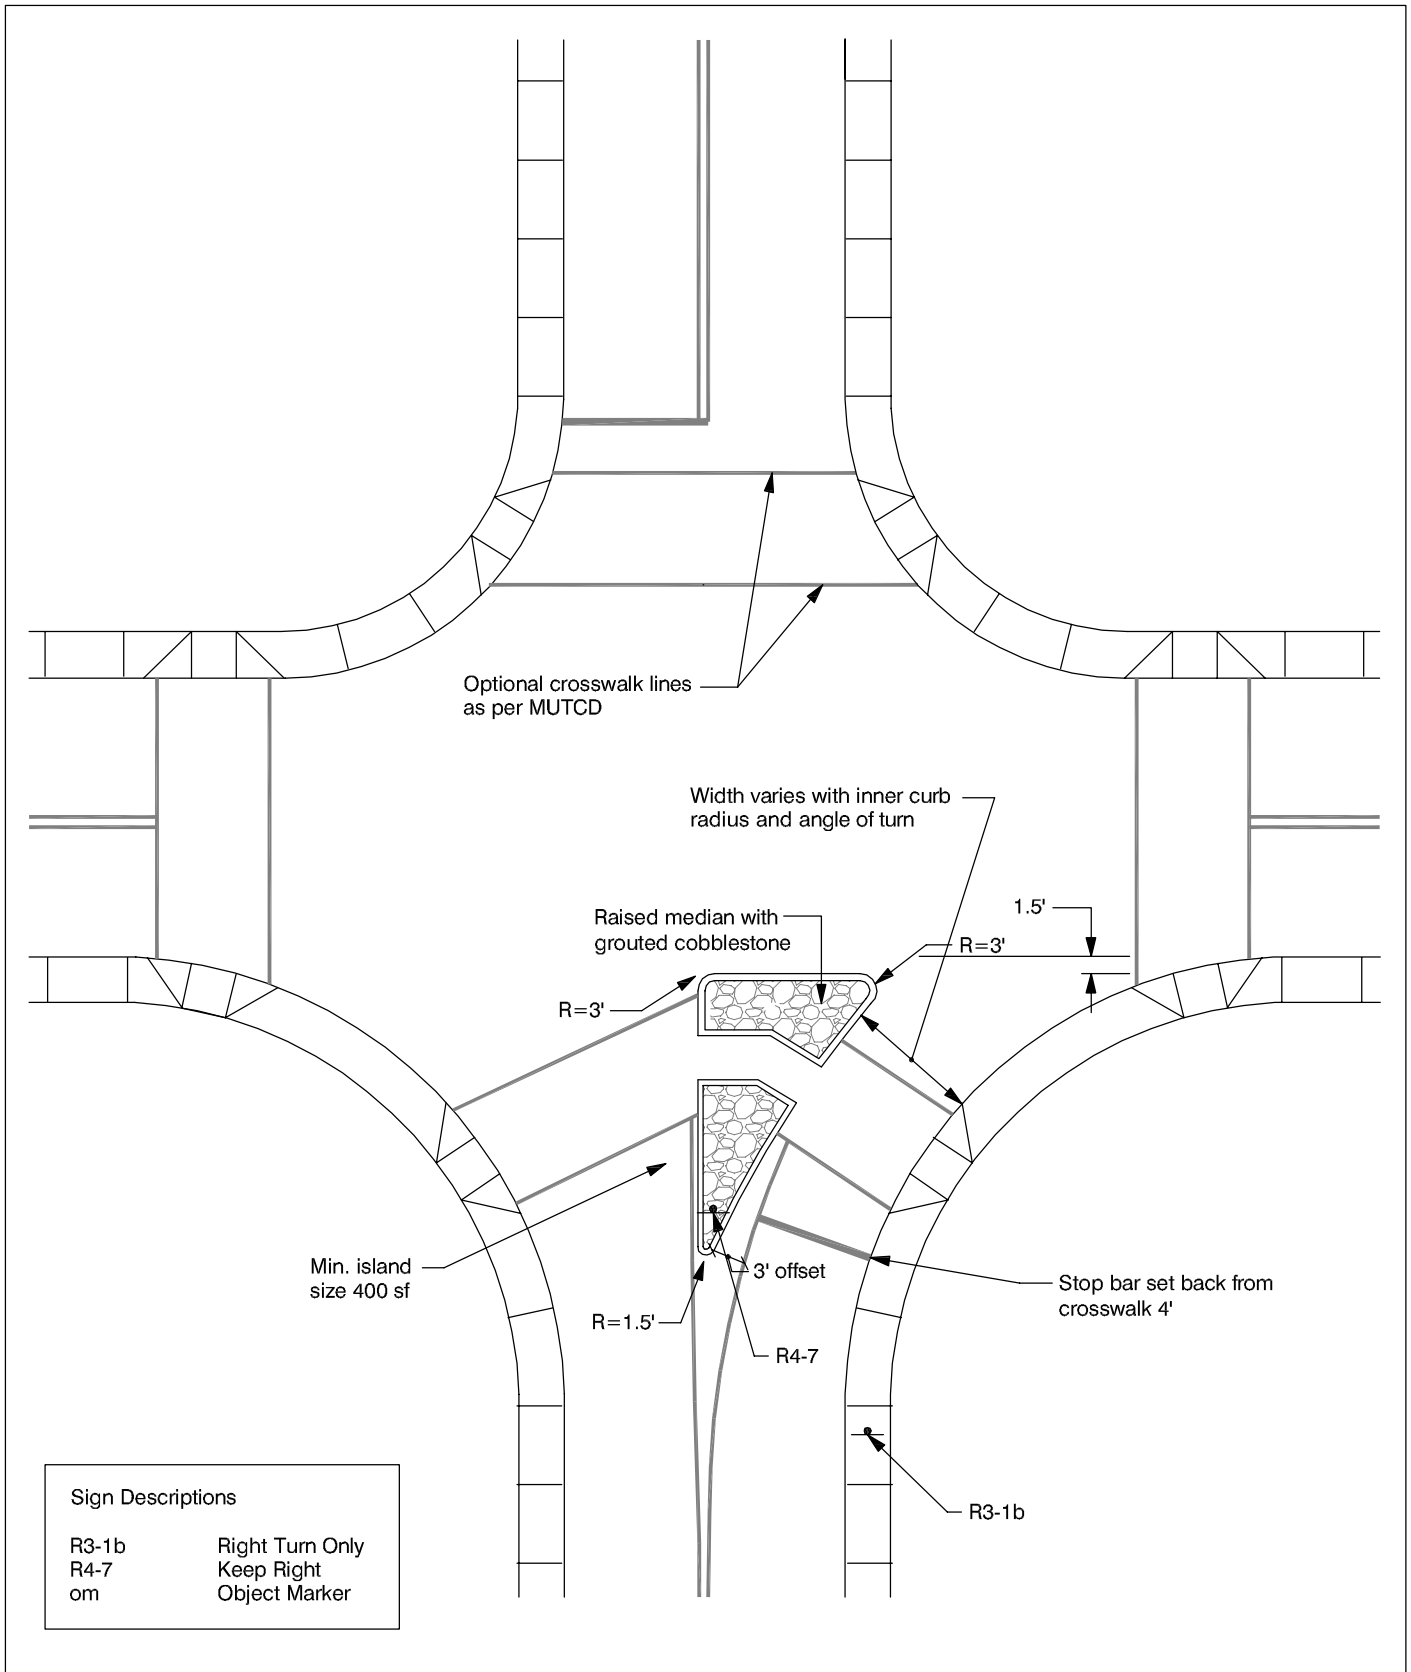 Optional crosswalk lines
as per MUTCD
Width varies with inner curb
radius and angle of turn
1.5'
Raised median with
grouted cobblestone
R=3'
R=3'
Min. island
size 400 sf
3' offset
Stop bar set back from
crosswalk 4'
R=1.5'
R4-7
R3-1b
Sign Descriptions
R3-1b Right Turn Only
R4-7 Keep Right
om Object Marker